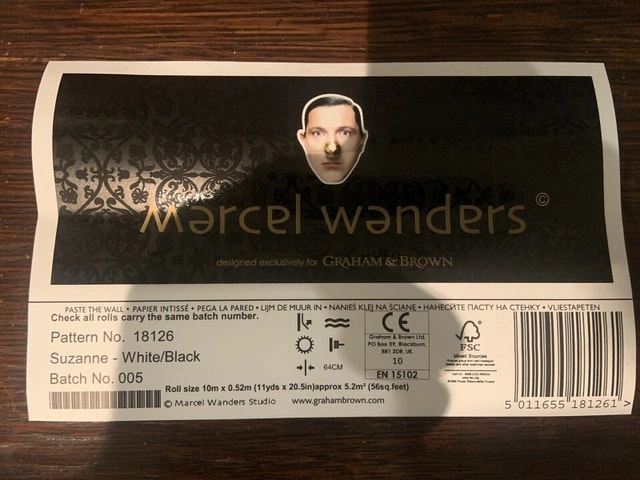 Marcel wanders ©
designed exclusively for GRAHAM & BROWN
PASTE THE WALL • PAPIER INTISSÉ • PEGA LA PARED • LIJM DE MUUR IN • NANIEŚ KLEJ NA ŚCIANĘ • НАНЕСИТЕ ПАСТУ НА СТЕНКУ • VLIESTAPETEN
Check all rolls carry the same batch number.
Pattern No. 18126
Suzanne - White/Black
Batch No. 005
Roll size 10m x 0.52m (11yds x 20.5in)approx 5.2m² (56sq.feet)
© Marcel Wanders Studio www.grahambrown.com
64CM
CE
Graham & Brown Ltd.
PO Box 39, Blackburn,
BB1 3DB, UK
10
EN 15102
FSC
Mixed Sources
5 011655 181261 >